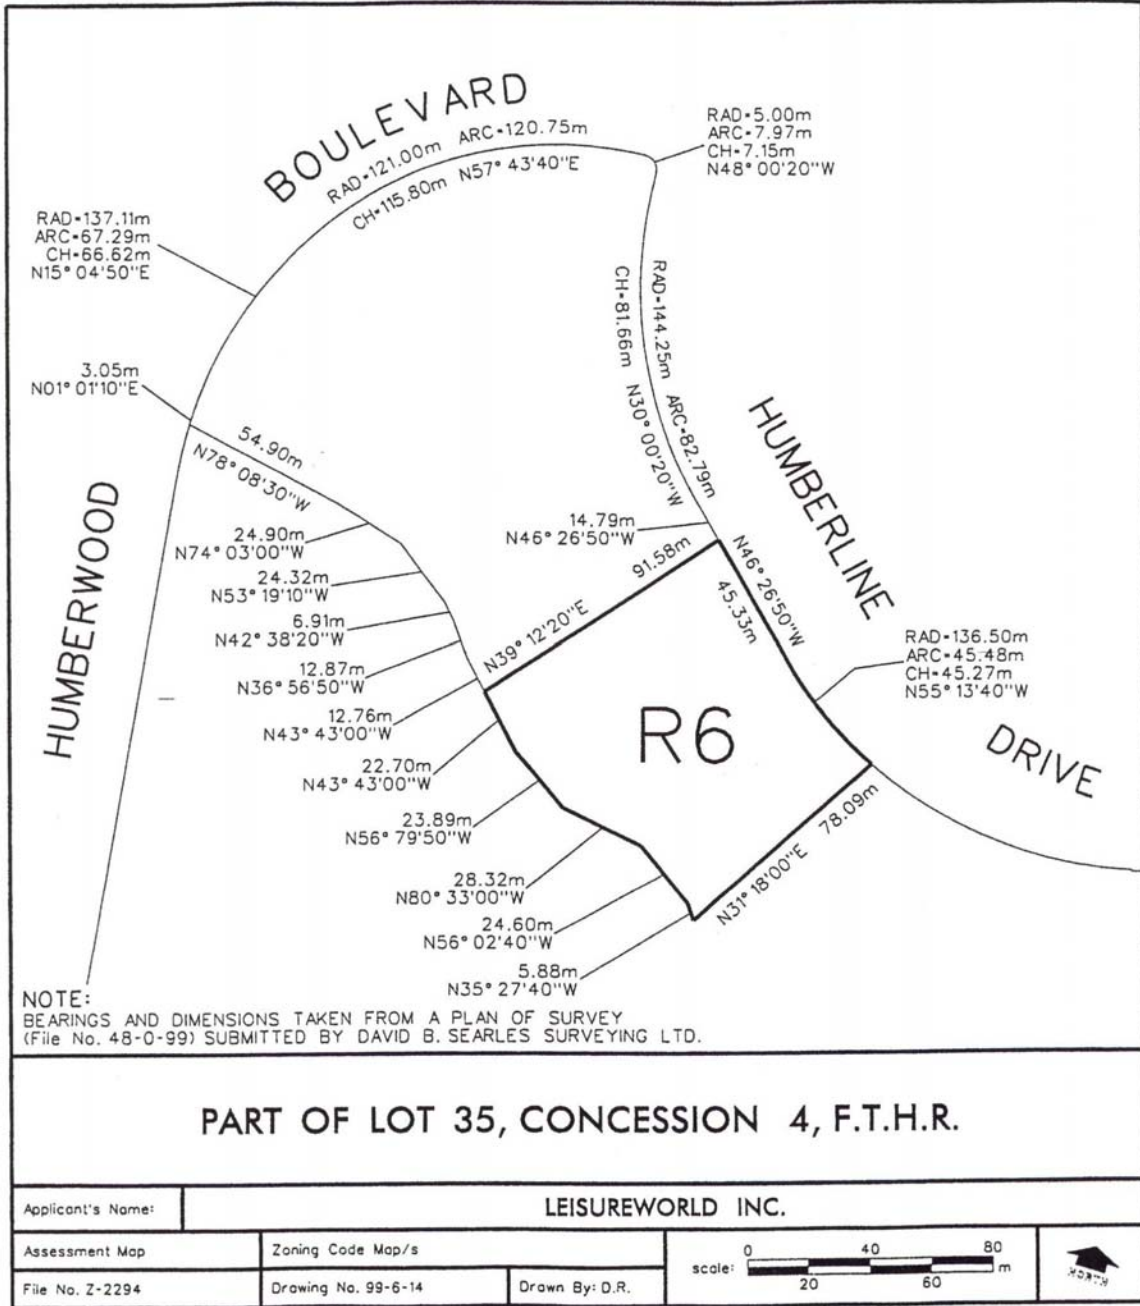 BOULEVARD
RAD=121.00m ARC=120.75m
CH=115.80m N57° 43'40"E
RAD=5.00m
ARC=7.97m
CH=7.15m
N48° 00'20"W
RAD=137.11m
ARC=67.29m
CH=66.62m
N15° 04'50"E
RAD=144.25m ARC=82.79m
CH=81.66m N30° 00'20"W
3.05m
N01° 01'10"E
54.90m
N78° 08'30"W
HUMBERWOOD
HUMBERLINE
DRIVE
24.90m
N74° 03'00"W
24.32m
N53° 19'10"W
6.91m
N42° 38'20"W
12.87m
N36° 56'50"W
12.76m
N43° 43'00"W
22.70m
N43° 43'00"W
23.89m
N56° 79'50"W
28.32m
N80° 33'00"W
24.60m
N56° 02'40"W
5.88m
N35° 27'40"W
14.79m
N46° 26'50"W
91.58m
N39° 12'20"E
N46° 26'50"W
45.33m
RAD=136.50m
ARC=45.48m
CH=45.27m
N55° 13'40"W
R6
78.09m
N31° 18'00"E
NOTE:
BEARINGS AND DIMENSIONS TAKEN FROM A PLAN OF SURVEY
(File No. 48-0-99) SUBMITTED BY DAVID B. SEARLES SURVEYING LTD.
PART OF LOT 35, CONCESSION 4, F.T.H.R.
Applicant's Name: LEISUREWORLD INC.
Assessment Map
Zoning Code Map/s
File No. Z-2294
Drawing No. 99-6-14
Drawn By: D.R.
scale: 0 20 40 60 80 m
NORTH